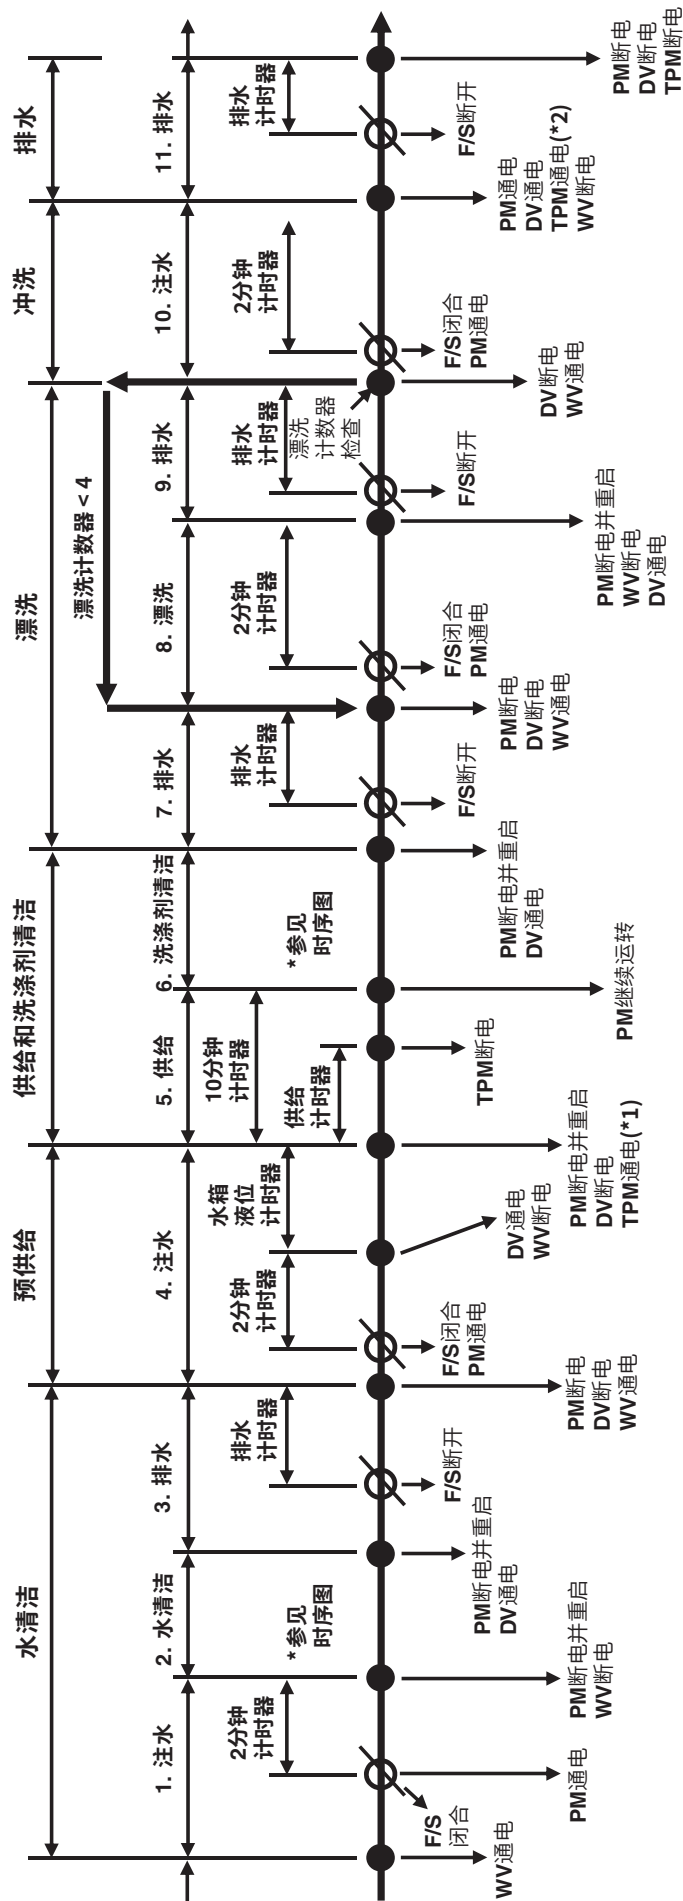 水清洁
预供给
供给和洗涤剂清洁
漂洗
冲洗
排水
漂洗计数器 < 4
1. 注水
2. 水清洁
3. 排水
4. 注水
5. 供给
6. 洗涤剂清洁
7. 排水
8. 漂洗
9. 排水
10. 注水
11. 排水
2分钟
计时器
*参见
时序图
排水
计时器
2分钟
计时器
水箱
液位
计时器
10分钟
计时器
供给
计时器
*参见
时序图
排水
计时器
2分钟
计时器
排水
计时器
漂洗
计数器
检查
2分钟
计时器
排水
计时器
WV通电
F/S
闭合
PM通电
PM断电并重启
WV断电
PM断电并重启
DV通电
F/S断开
PM断电
DV断电
WV通电
F/S闭合
PM通电
DV通电
WV断电
PM断电并重启
DV断电
TPM通电(*1)
TPM断电
PM继续运转
PM断电并重启
DV通电
F/S断开
PM断电
DV断电
WV通电
F/S闭合
PM通电
PM断电并重启
WV断电
DV通电
F/S断开
DV断电
WV通电
F/S闭合
PM通电
PM通电
DV通电
TPM通电(*2)
WV断电
F/S断开
PM断电
DV断电
TPM断电